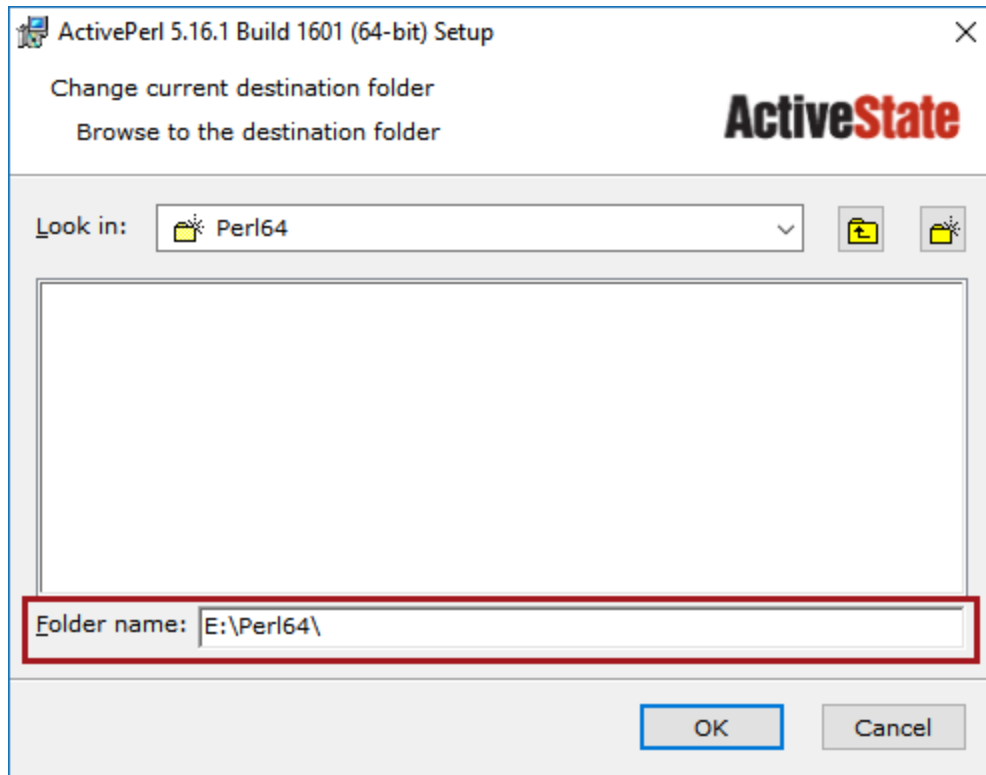 ActivePerl 5.16.1 Build 1601 (64-bit) Setup
Change current destination folder
Browse to the destination folder
ActiveState
Look in: Perl64
Folder name: E:\Perl64\
OK Cancel